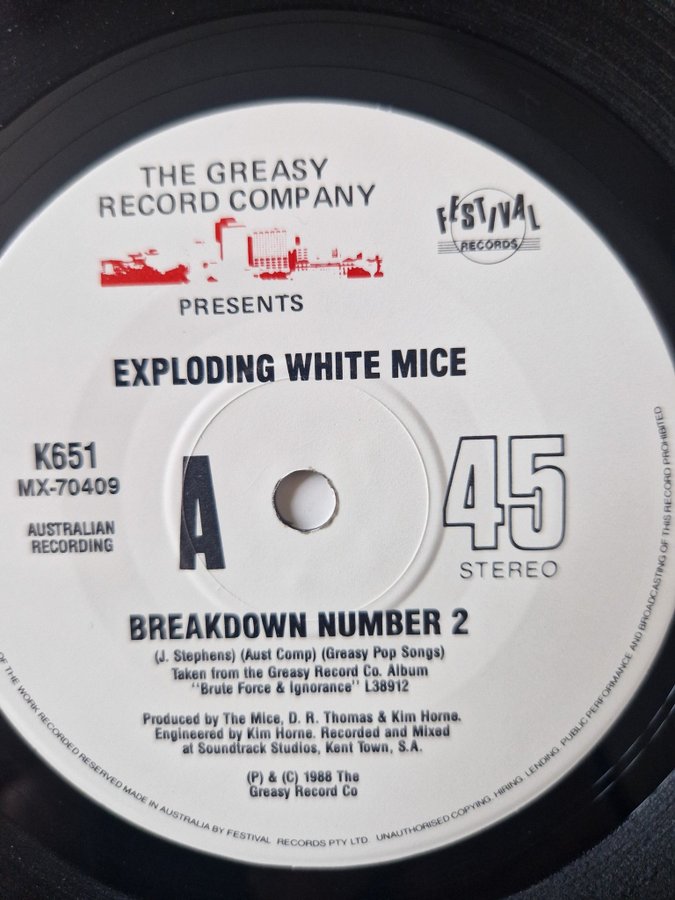 THE GREASY
RECORD COMPANY
PRESENTS
FESTIVAL
RECORDS
EXPLODING WHITE MICE
K651
MX-70409
AUSTRALIAN
RECORDING
A
45
STEREO
BREAKDOWN NUMBER 2
(J. Stephens) (Aust Comp) (Greasy Pop Songs)
Taken from the Greasy Record Co. Album
"Brute Force & Ignorance" L38912
Produced by The Mice, D. R. Thomas & Kim Horne.
Engineered by Kim Horne. Recorded and Mixed
at Soundtrack Studios, Kent Town, S.A.
(P) & (C) 1988 The
Greasy Record Co
OF THE WORK RECORDED RESERVED MADE IN AUSTRALIA BY FESTIVAL RECORDS PTY LTD UNAUTHORISED COPYING. HIRING. LENDING. PUBLIC PERFORMANCE AND BROADCASTING OF THIS RECORD PROHIBITED